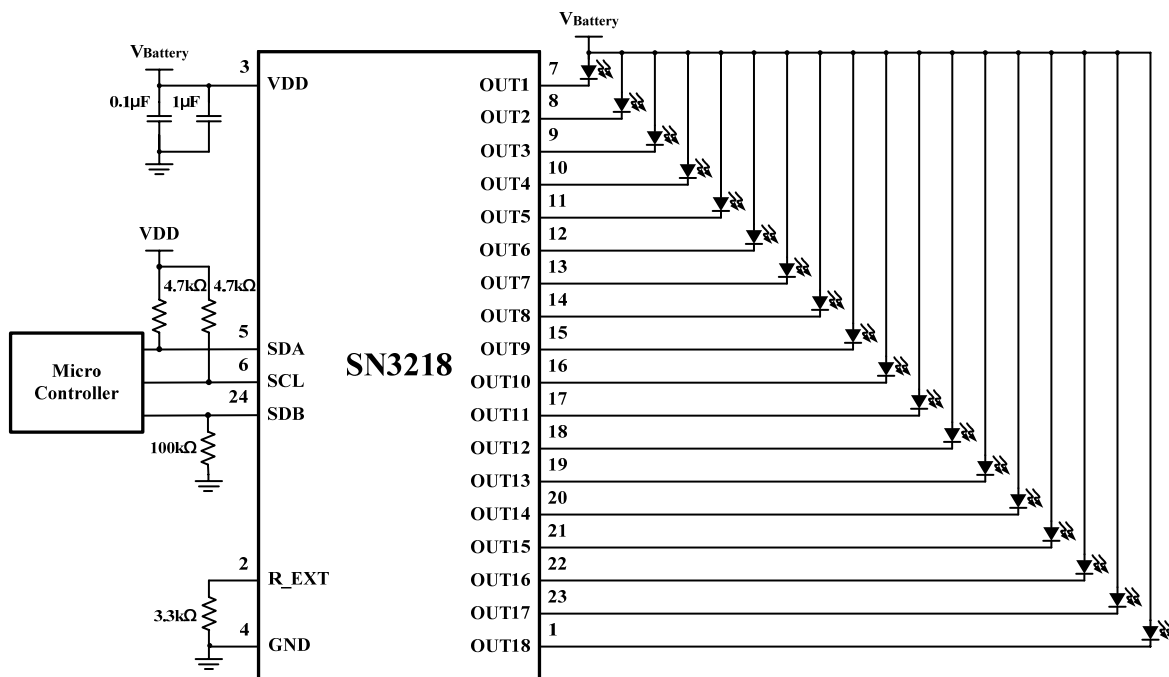 VBattery
3
VDD
0.1µF
1µF
VDD
4.7kΩ
4.7kΩ
Micro
Controller
5
SDA
6
SCL
24
SDB
100kΩ
2
R_EXT
3.3kΩ
4
GND
SN3218
VBattery
7
OUT1
8
OUT2
9
OUT3
10
OUT4
11
OUT5
12
OUT6
13
OUT7
14
OUT8
15
OUT9
16
OUT10
17
OUT11
18
OUT12
19
OUT13
20
OUT14
21
OUT15
22
OUT16
23
OUT17
1
OUT18